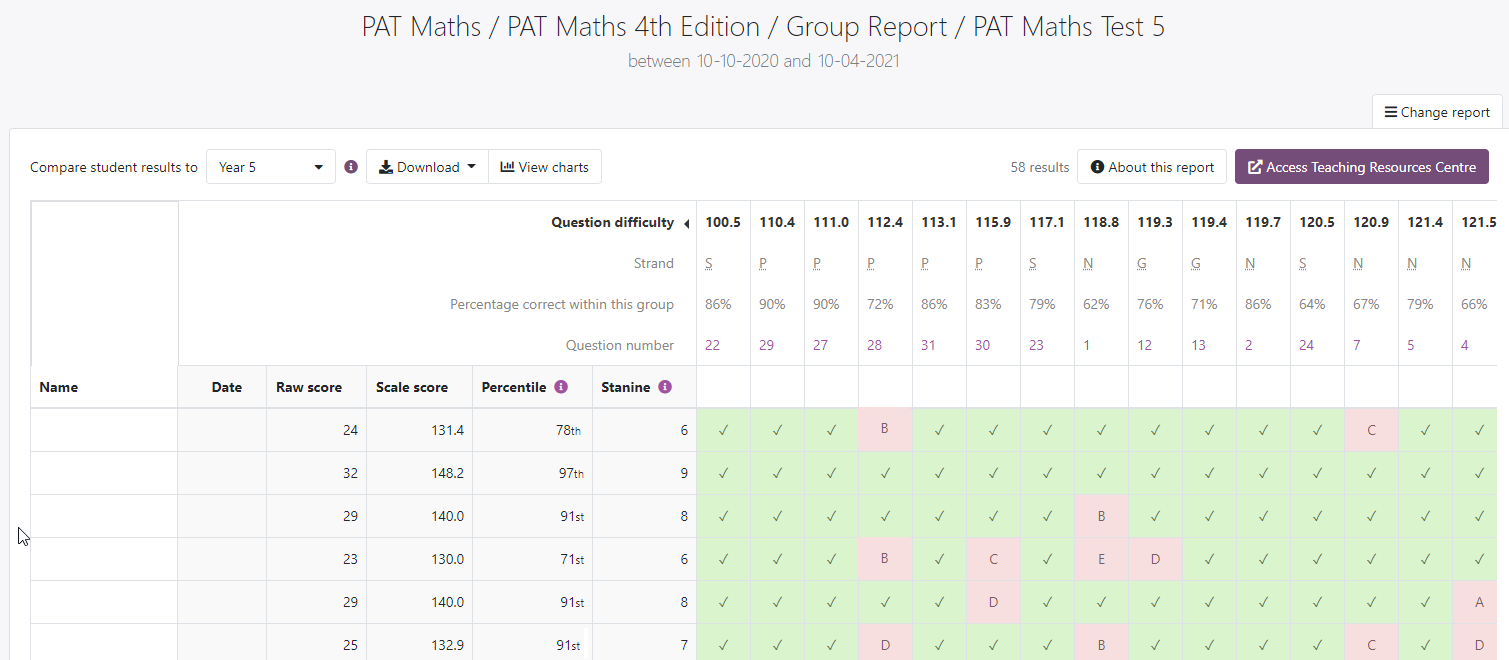 PAT Maths / PAT Maths 4th Edition / Group Report / PAT Maths Test 5
between 10-10-2020 and 10-04-2021
Change report
Compare student results to Year 5 Download View charts 58 results About this report Access Teaching Resources Centre
Question difficulty 100.5 110.4 111.0 112.4 113.1 115.9 117.1 118.8 119.3 119.4 119.7 120.5 120.9 121.4 121.5
Strand S P P P P P S N G G N S N N N
Percentage correct within this group 86% 90% 90% 72% 86% 83% 79% 62% 76% 71% 86% 64% 67% 79% 66%
Question number 22 29 27 28 31 30 23 1 12 13 2 24 7 5 4
Name Date Raw score Scale score Percentile Stanine
24 131.4 78th 6 ✓ ✓ ✓ B ✓ ✓ ✓ ✓ ✓ ✓ ✓ ✓ C ✓ ✓
32 148.2 97th 9 ✓ ✓ ✓ ✓ ✓ ✓ ✓ ✓ ✓ ✓ ✓ ✓ ✓ ✓ ✓
29 140.0 91st 8 ✓ ✓ ✓ ✓ ✓ ✓ ✓ B ✓ ✓ ✓ ✓ ✓ ✓ ✓
23 130.0 71st 6 ✓ ✓ ✓ B ✓ C ✓ E D ✓ ✓ ✓ ✓ ✓ ✓
29 140.0 91st 8 ✓ ✓ ✓ ✓ ✓ D ✓ ✓ ✓ ✓ ✓ ✓ ✓ ✓ A
25 132.9 91st 7 ✓ ✓ ✓ D ✓ ✓ ✓ B ✓ ✓ ✓ ✓ C ✓ D